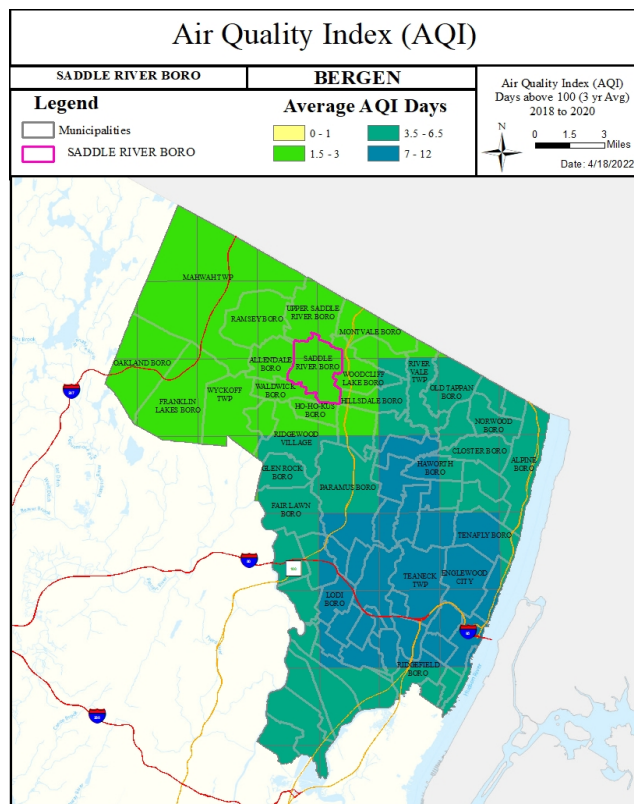 Air Quality Index (AQI)
SADDLE RIVER BORO
BERGEN
Legend
Municipalities
SADDLE RIVER BORO
Average AQI Days
0 - 1
3.5 - 6.5
1.5 - 3
7 - 12
Air Quality Index (AQI)
Days above 100 (3 yr Avg)
2018 to 2020
N
0 1.5 3
Miles
Date: 4/18/2022
MAHWAH TWP
RAMSEY BORO
UPPER SADDLE
RIVER BORO
MONTVALE BORO
OAKLAND BORO
ALLENDALE
BORO
SADDLE
RIVER BORO
WOODCLIFF
LAKE BORO
RIVER
VALE
TWP
OLD TAPPAN
BORO
FRANKLIN
LAKES BORO
WYCKOFF
TWP
WALDWICK
BORO
HO-HO-KUS
BORO
HILLSDALE BORO
NORWOOD
BORO
RIDGEWOOD
VILLAGE
CLOSTER BORO
ALPINE
BORO
GLEN ROCK
BORO
PARAMUS BORO
HAWORTH
BORO
FAIR LAWN
BORO
TENAFLY BORO
LODI
BORO
TEANECK
TWP
ENGLEWOOD
CITY
RIDGEFIELD
BORO
287
80
280